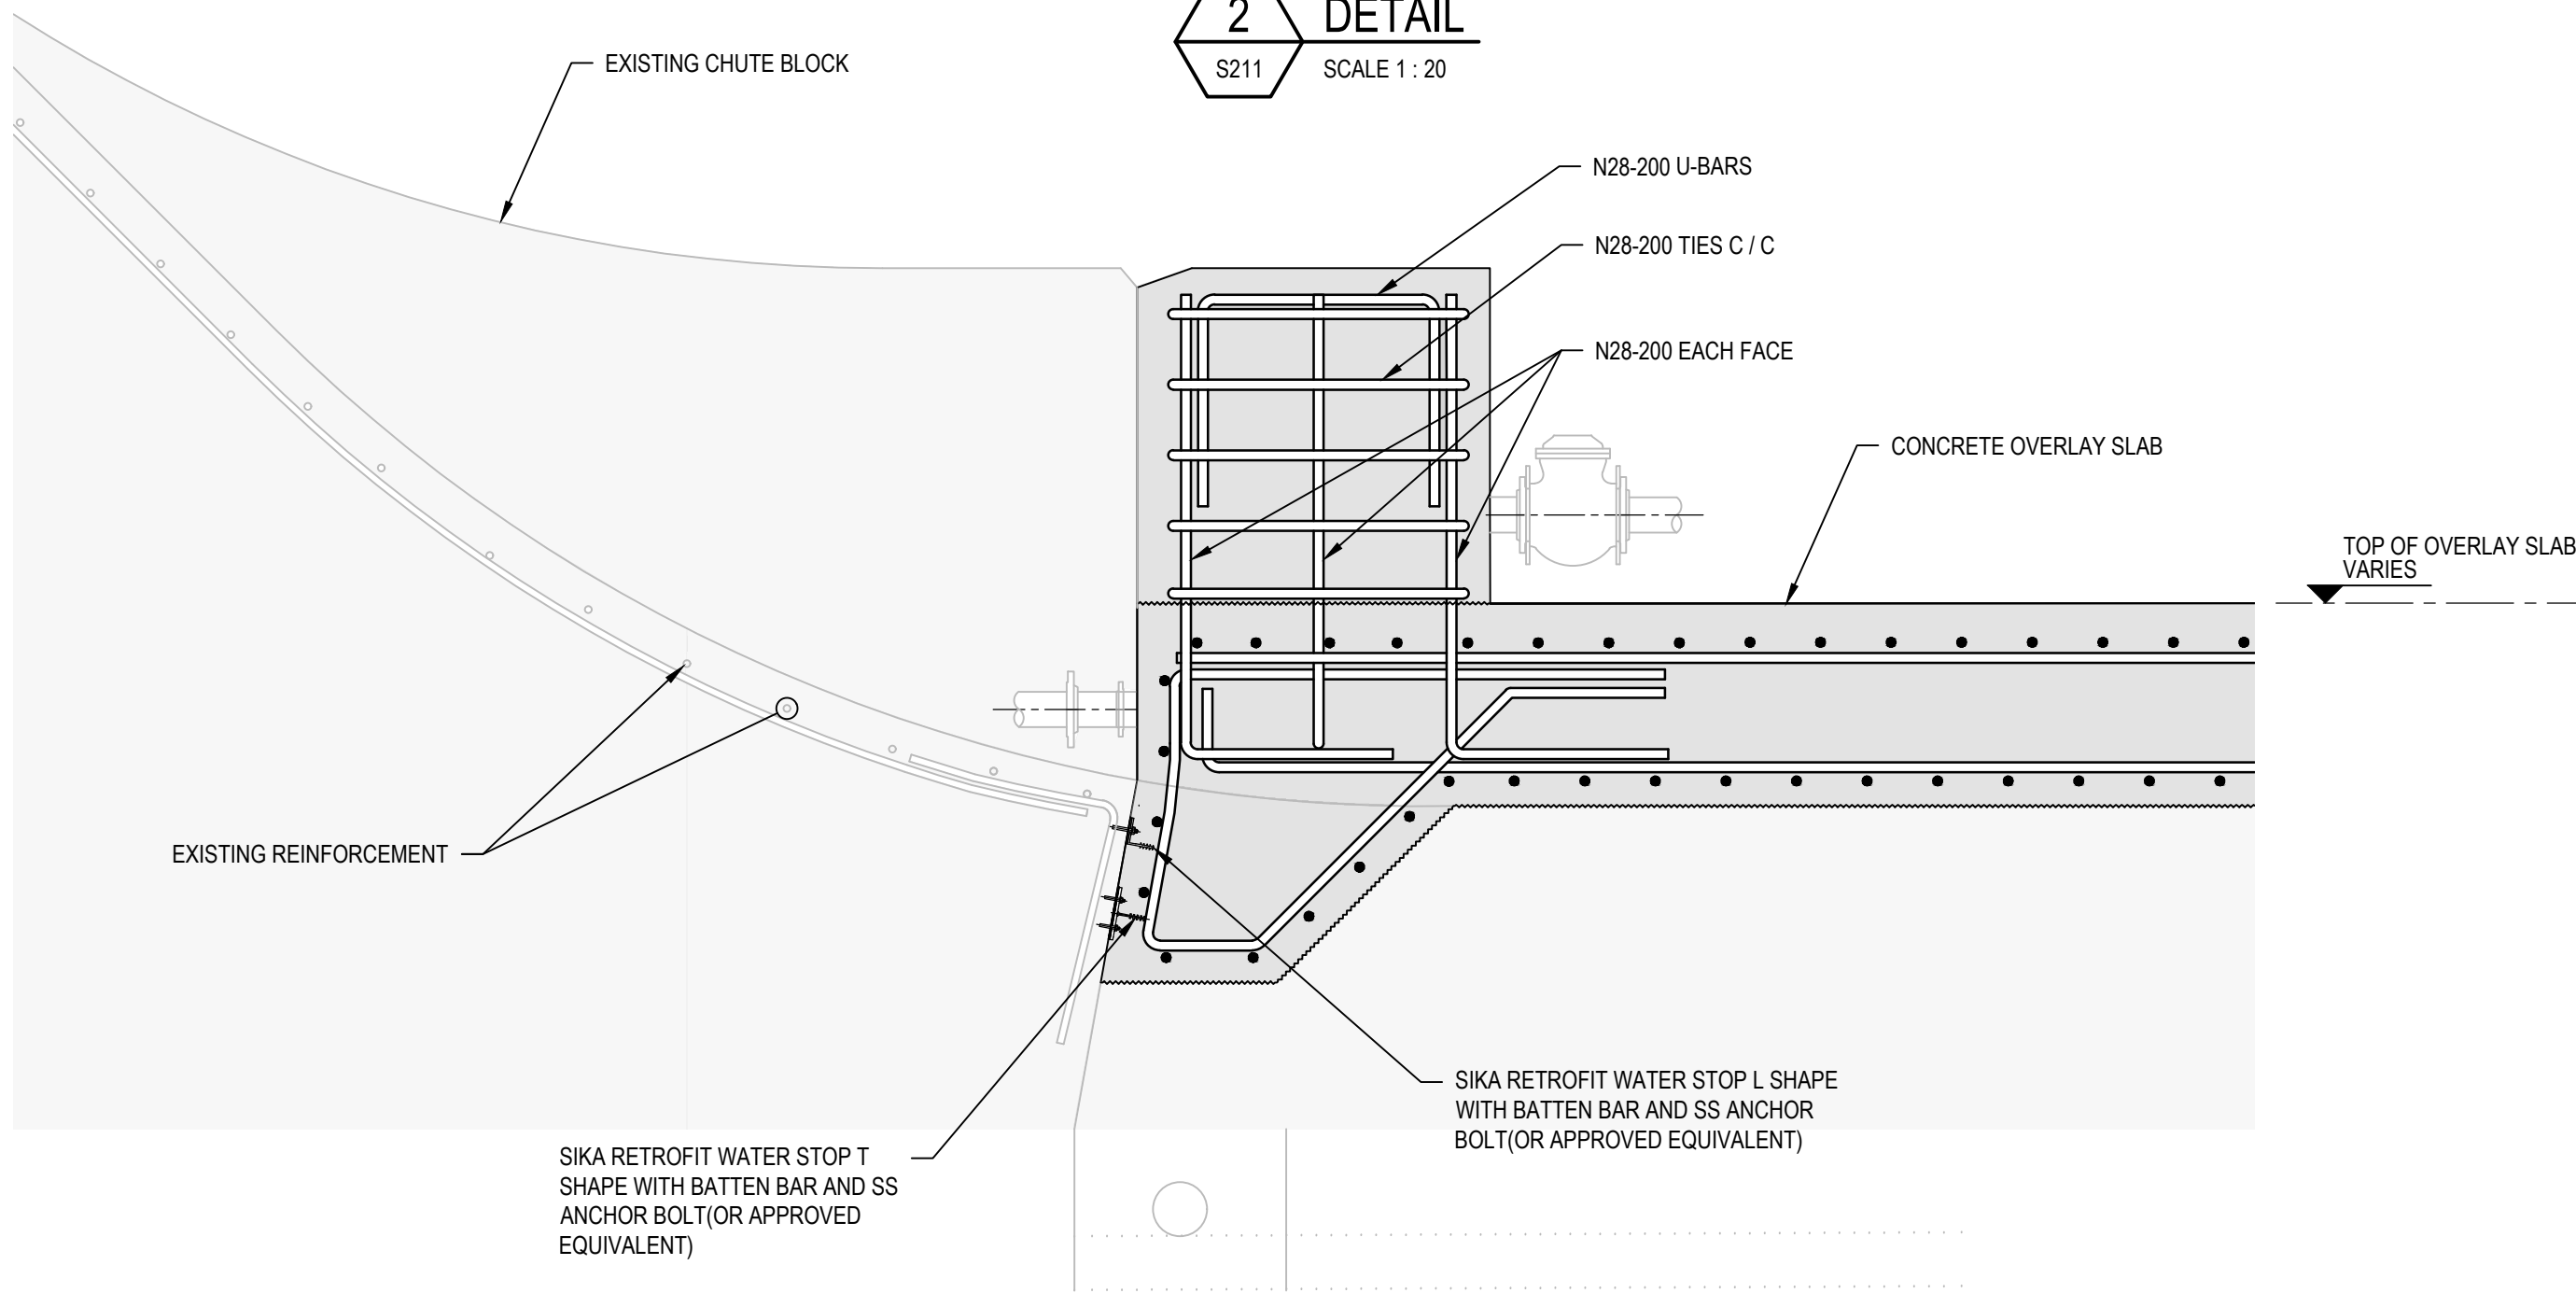 2
DETAIL
S211
SCALE 1 : 20
EXISTING CHUTE BLOCK
N28-200 U-BARS
N28-200 TIES C / C
N28-200 EACH FACE
CONCRETE OVERLAY SLAB
TOP OF OVERLAY SLAB
VARIES
EXISTING REINFORCEMENT
SIKA RETROFIT WATER STOP L SHAPE
WITH BATTEN BAR AND SS ANCHOR
BOLT(OR APPROVED EQUIVALENT)
SIKA RETROFIT WATER STOP T
SHAPE WITH BATTEN BAR AND SS
ANCHOR BOLT(OR APPROVED
EQUIVALENT)